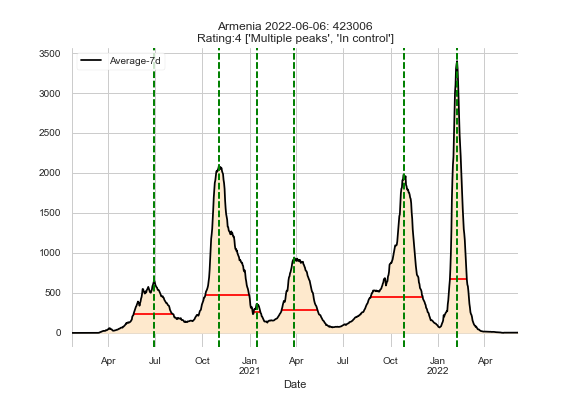 Armenia 2022-06-06: 423006
Rating:4 ['Multiple peaks', 'In control']
Average-7d
3500
3000
2500
2000
1500
1000
500
0
Apr
Jul
Oct
Jan
2021
Apr
Jul
Oct
Jan
2022
Apr
Date